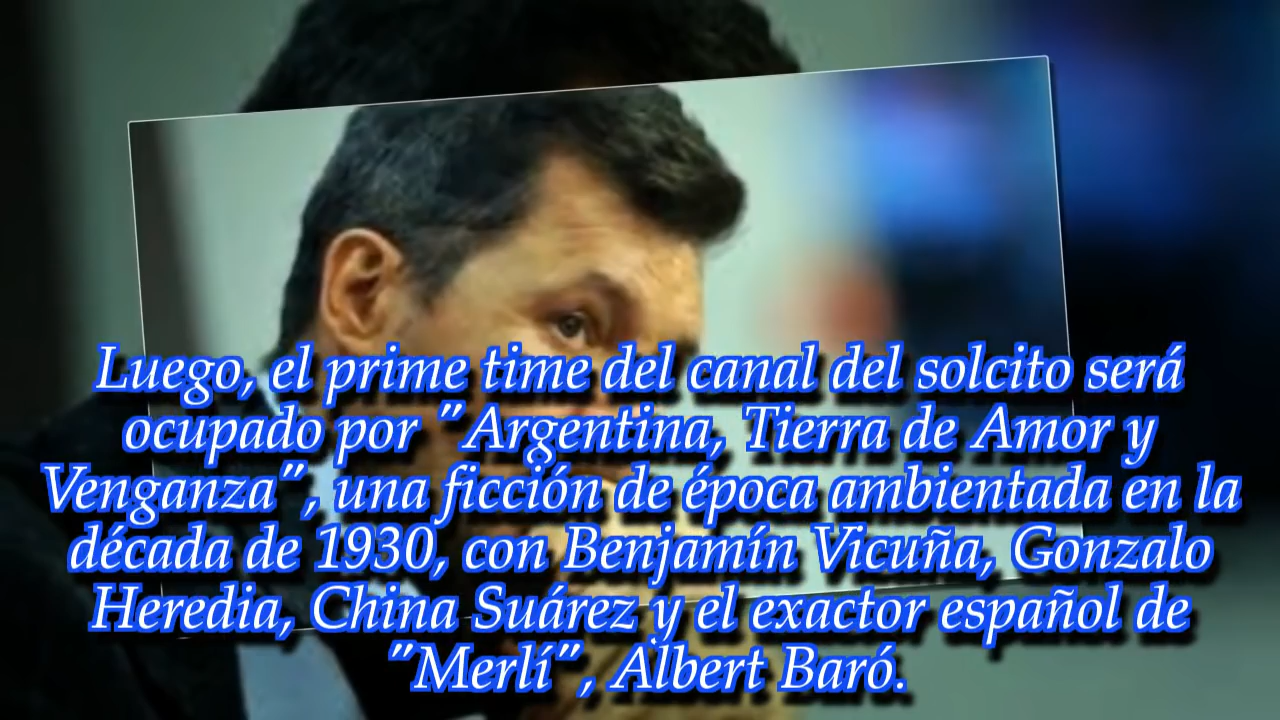 Luego, el prime time del canal del solcito será
ocupado por "Argentina, Tierra de Amor y
Venganza", una ficción de época ambientada en la
década de 1930, con Benjamín Vicuña, Gonzalo
Heredia, China Suárez y el exactor español de
"Merlí", Albert Baró.